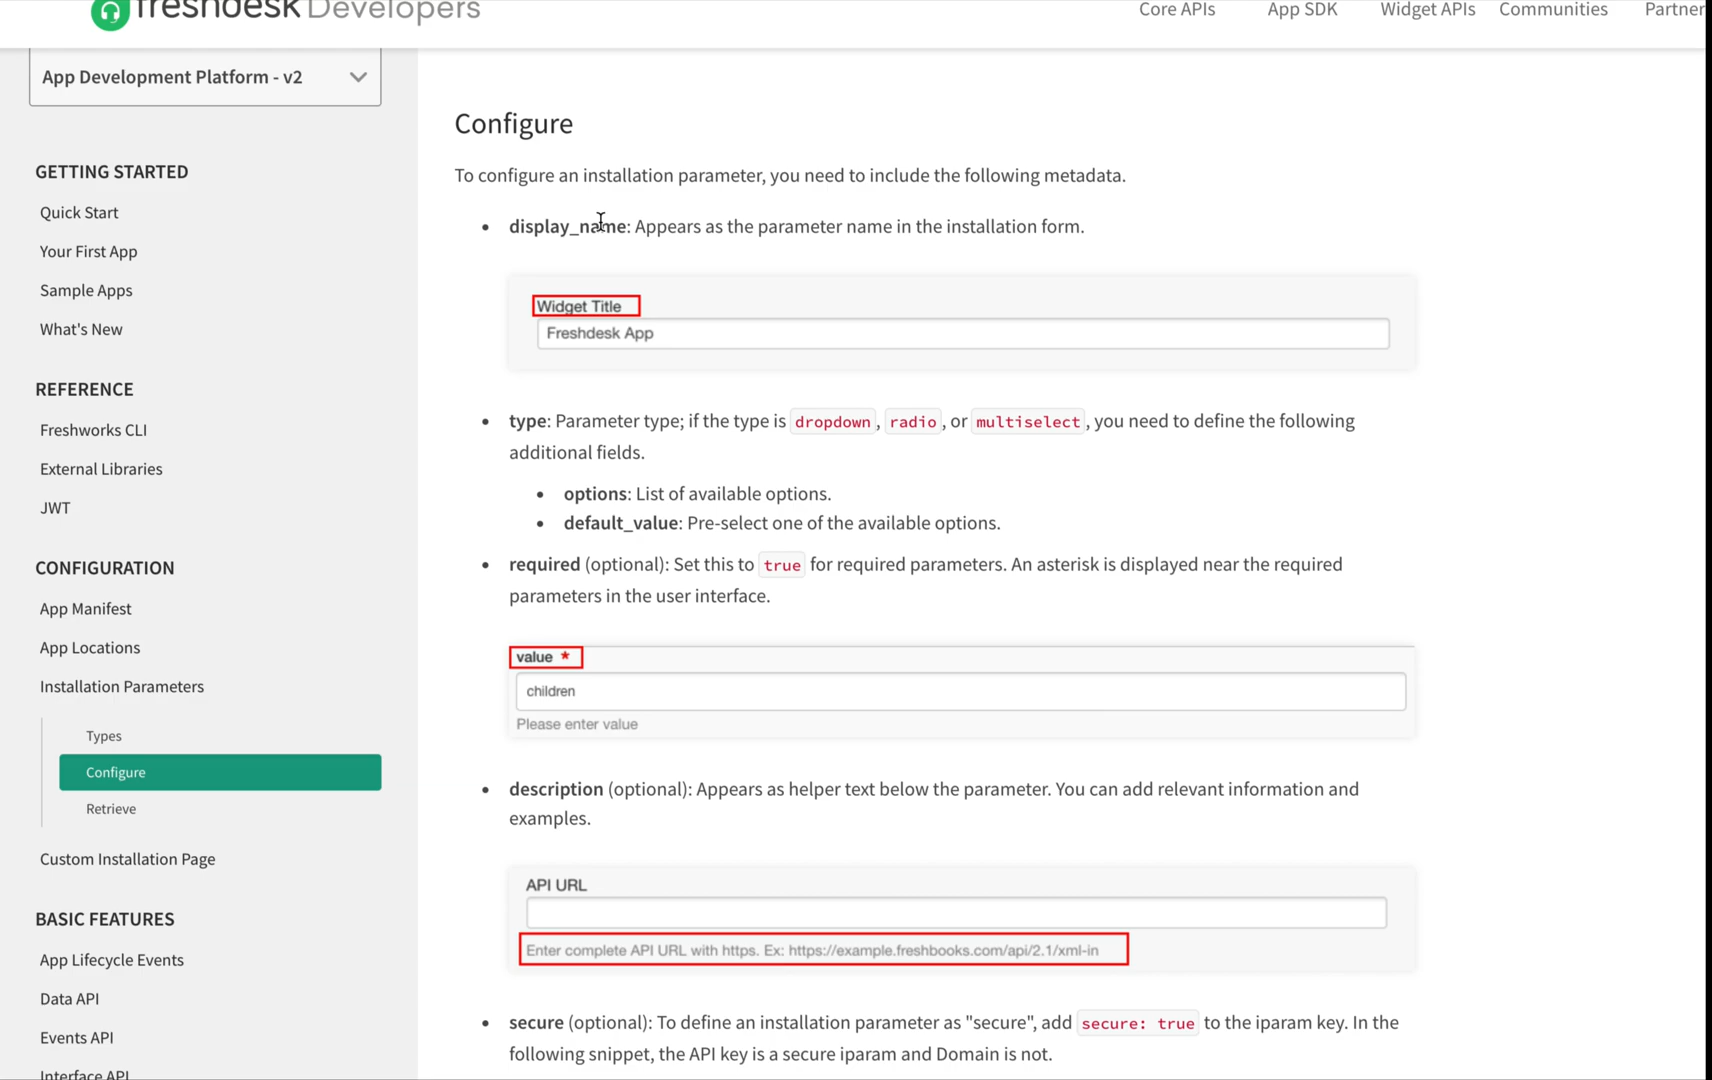 freshdesk Developers
Core APIs
App SDK
Widget APIs
Communities
Partner
App Development Platform - v2
GETTING STARTED
Quick Start
Your First App
Sample Apps
What's New
REFERENCE
Freshworks CLI
External Libraries
JWT
CONFIGURATION
App Manifest
App Locations
Installation Parameters
Types
Configure
Retrieve
Custom Installation Page
BASIC FEATURES
App Lifecycle Events
Data API
Events API
Interface API
Configure
To configure an installation parameter, you need to include the following metadata.
• display_name: Appears as the parameter name in the installation form.
Widget Title
Freshdesk App
• type: Parameter type; if the type is dropdown, radio, or multiselect, you need to define the following
additional fields.
• options: List of available options.
• default_value: Pre-select one of the available options.
• required (optional): Set this to true for required parameters. An asterisk is displayed near the required
parameters in the user interface.
value *
children
Please enter value
• description (optional): Appears as helper text below the parameter. You can add relevant information and
examples.
API URL
Enter complete API URL with https. Ex: https://example.freshbooks.com/api/2.1/xml-in
• secure (optional): To define an installation parameter as "secure", add secure: true to the iparam key. In the
following snippet, the API key is a secure iparam and Domain is not.